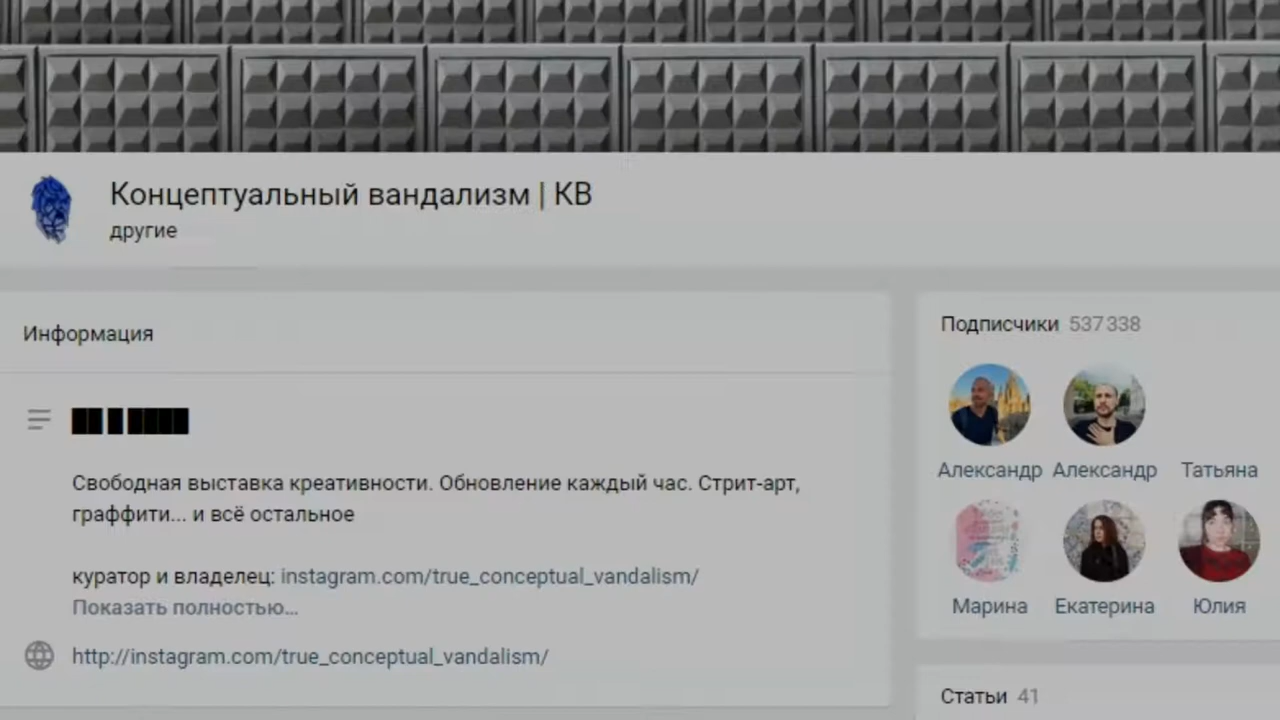 Концептуальный вандализм | КВ
другие
Информация
Свободная выставка креативности. Обновление каждый час. Стрит-арт,
граффити... и всё остальное
куратор и владелец: instagram.com/true_conceptual_vandalism/
Показать полностью...
http://instagram.com/true_conceptual_vandalism/
Подписчики 537 338
Александр Александр Татьяна
Марина Екатерина Юлия
Статьи 41